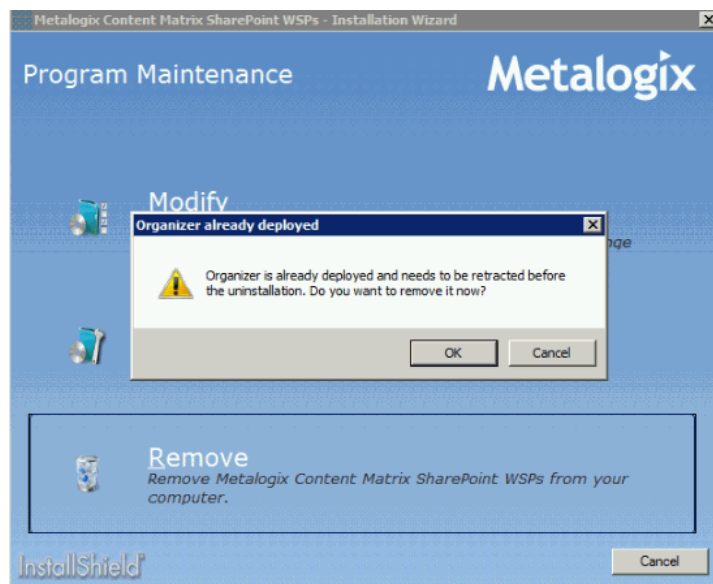 Metalogix Content Matrix SharePoint WSPs - Installation Wizard
Program Maintenance
Metalogix
Modify
Organizer already deployed
Organizer is already deployed and needs to be retracted before
the uninstallation. Do you want to remove it now?
OK
Cancel
Remove
Remove Metalogix Content Matrix SharePoint WSPs from your
computer.
InstallShield
Cancel